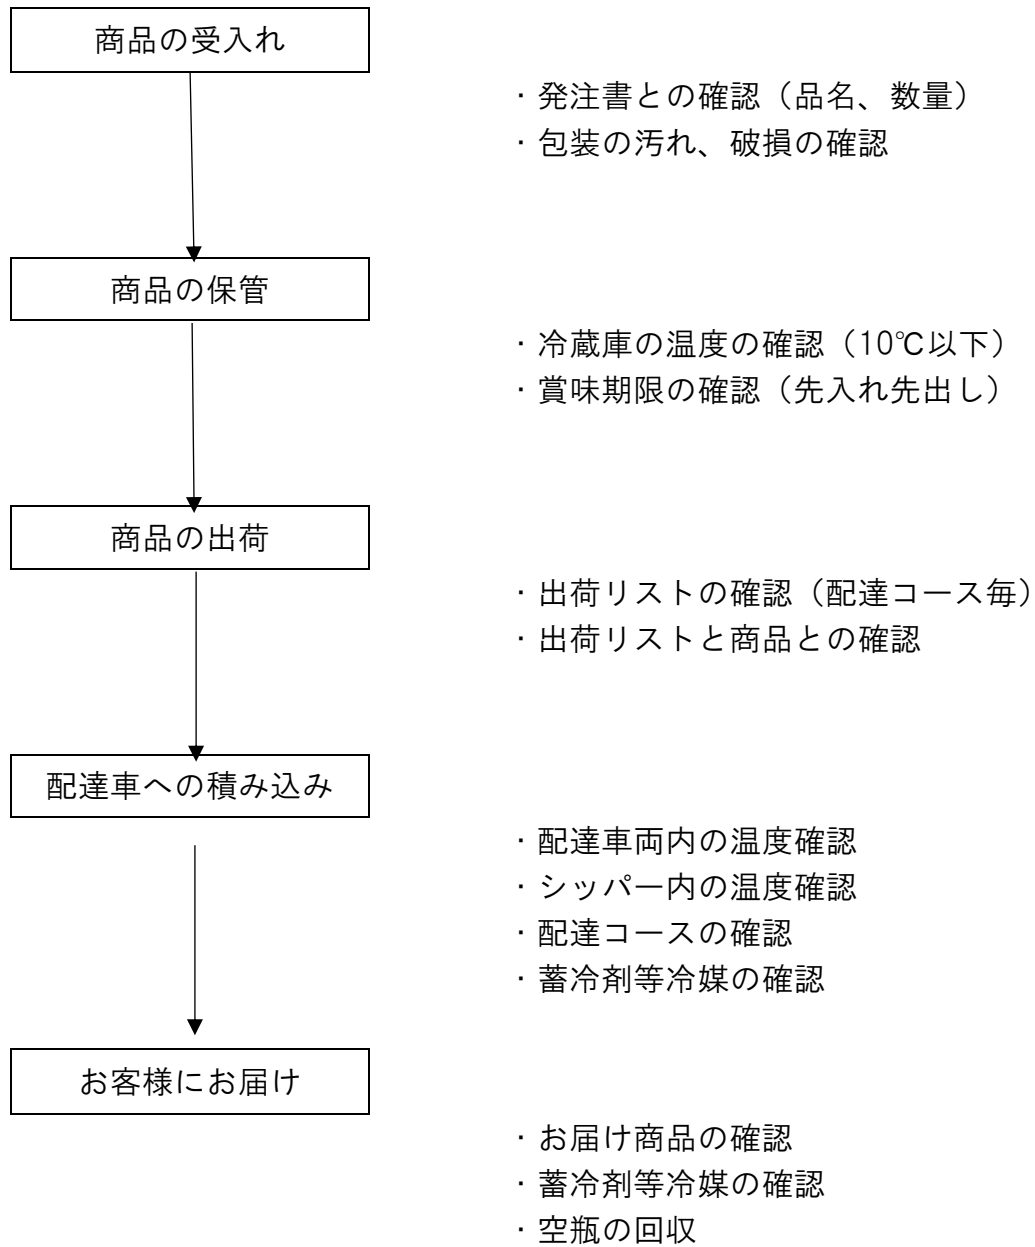 商品の受入れ
・発注書との確認（品名、数量）
・包装の汚れ、破損の確認
商品の保管
・冷蔵庫の温度の確認（10℃以下）
・賞味期限の確認（先入れ先出し）
商品の出荷
・出荷リストの確認（配達コース毎）
・出荷リストと商品との確認
配達車への積み込み
・配達車両内の温度確認
・シッパー内の温度確認
・配達コースの確認
・蓄冷剤等冷媒の確認
お客様にお届け
・お届け商品の確認
・蓄冷剤等冷媒の確認
・空瓶の回収